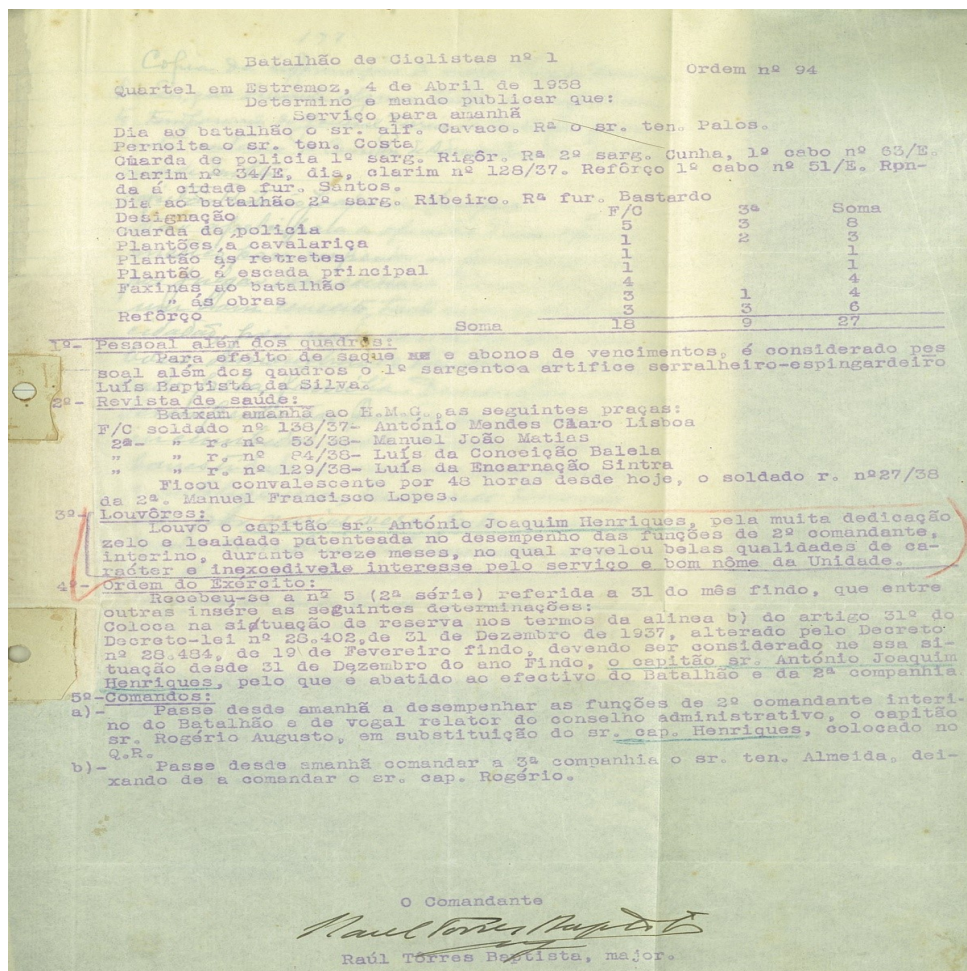 Batalhão de Ciclistas nº 1
Ordem nº 94
Quartel em Estremoz, 4 de Abril de 1938
Determino e mando publicar que:
Serviço para amanhã
Dia ao batalhão o sr. alf. Cavaco. Rª o sr. ten. Palos.
Pernoita o sr. ten. Costa
Guarda de policia 1º sarg. Rigôr. Rª 2º sarg. Cunha, 1º cabo nº 63/E.
clarim nº 34/E, dia, clarim nº 128/37. Refôrço 1º cabo nº 51/E. Ron-
da á cidade fur. Santos.
Dia ao batalhão 2º sarg. Ribeiro. Rª fur. Bastardo
Designação F/C 3ª Soma
Guarda de policia 5 3 8
Plantões a cavalariça 1 2 3
Plantão ás retretes 1 1
Plantão á escada principal 1 1
Faxinas ao batalhão 4 4
" ás obras 3 1 4
Refôrço 3 3 6
Soma 18 9 27
1º- Pessoal além dos quadros:
Para efeito de saque e abonos de vencimentos, é considerado pes
soal além dos qaudros o 1º sargentoa artifice serralheiro-espingardeiro
Luís Baptista da Silva.
2º- Revista de saúde:
Baixam amanhã ao H.M.C., as seguintes praças:
F/C soldado nº 138/37- António Mendes Claro Lisboa
2ª- " r. nº 53/38- Manuel João Matias
" " r. nº 84/38- Luís da Conceição Balela
" " r. nº 129/38- Luís da Encarnação Sintra
Ficou convalescente por 48 horas desde hoje, o soldado r. nº27/38
da 2ª. Manuel Francisco Lopes.
3º- Louvôres:
Louvo o capitão sr. António Joaquim Henriques, pela muita dedicação
zelo e lealdade patenteada no desempenho das funções de 2º comandante,
interino, durante treze meses, no qual revelou belas qualidades de ca-
racter e inexcedivele interesse pelo serviço e bom nôme da Unidade.
4º- Ordem do Exército:
Recebeu-se a nº 5 (2ª série) referida a 31 do mês findo, que entre
outras insére as seguintes determinações:
Coloca na situação de reserva nos termos da alinea b) do artigo 31º do
Decreto-lei nº 28.402,de 31 de Dezembro de 1937, alterado pelo Decreto
nº 28.484, de 19 de Fevereiro findo, devendo ser considerado ne ssa si-
tuação desde 31 de Dezembro do ano Findo, o capitão sr. António Joaquim
Henriques, pelo que é abatido ao efectivo do Batalhão e da 2ª companhia
5º-Comandos:
a)- Passe desde amanhã a desempenhar as funções de 2º comandante interi-
no do Batalhão e de vogal relator do conselho administrativo, o capitão
sr. Rogério Augusto, em substituição do sr. cap. Henriques, colocado no
Q.R.
b)- Passe desde amanhã comandar a 3ª companhia o sr. ten. Almeida, dei-
xando de a comandar o sr. cap. Rogério.
O Comandante
Raul Torres Baptista
Raúl Torres Baptista, major.